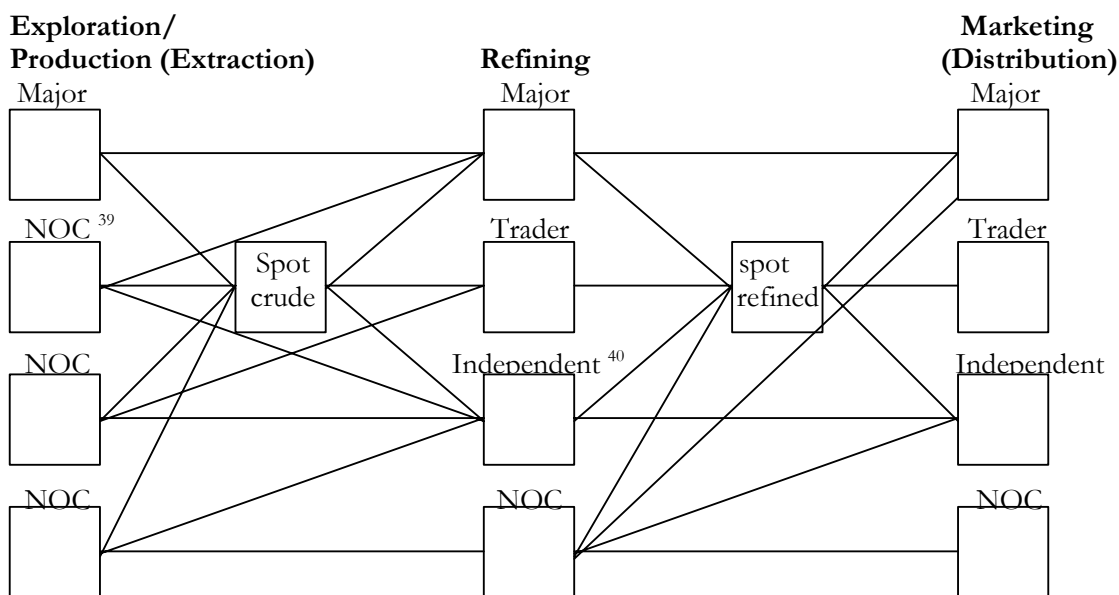 Exploration/
Production (Extraction)
Refining
Marketing
(Distribution)
Major
Major
Major
NOC 39
Trader
Trader
Spot
crude
spot
refined
NOC
Independent 40
Independent
NOC
NOC
NOC